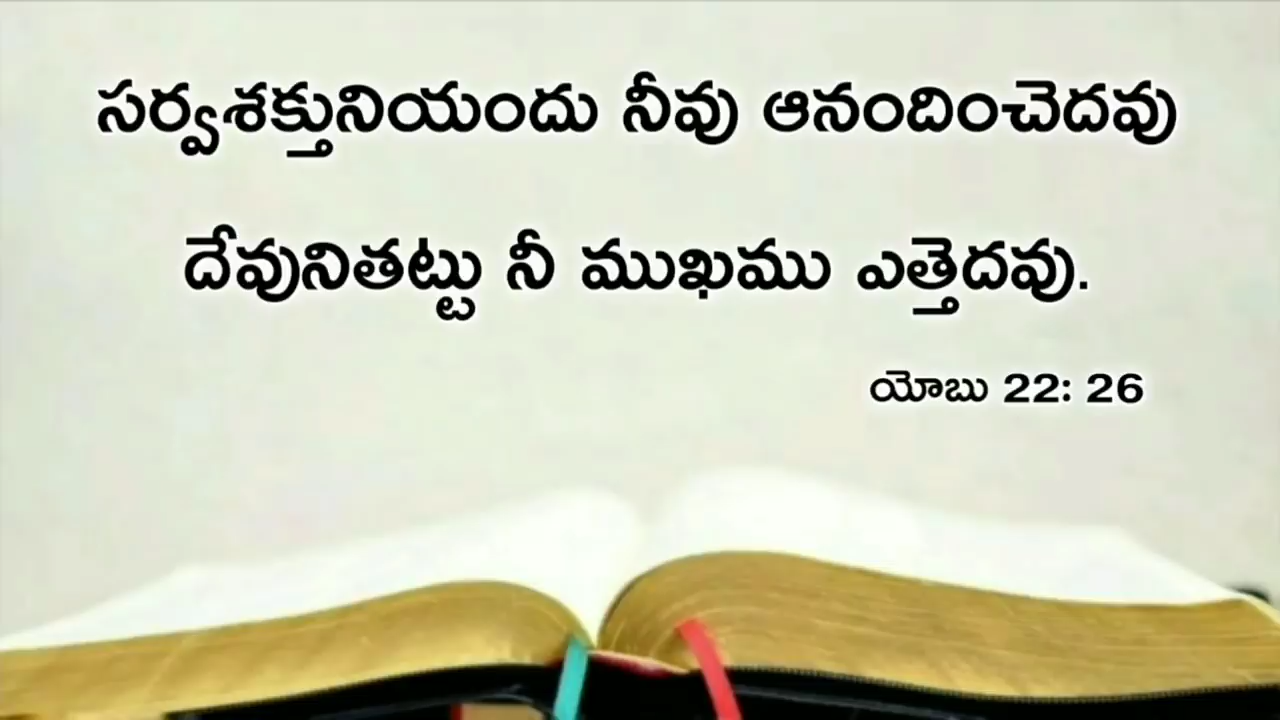 సర్వశక్తునియందు నీవు ఆనందించెదవు
దేవునితట్టు నీ ముఖము ఎత్తెదవు.
యోబు 22: 26